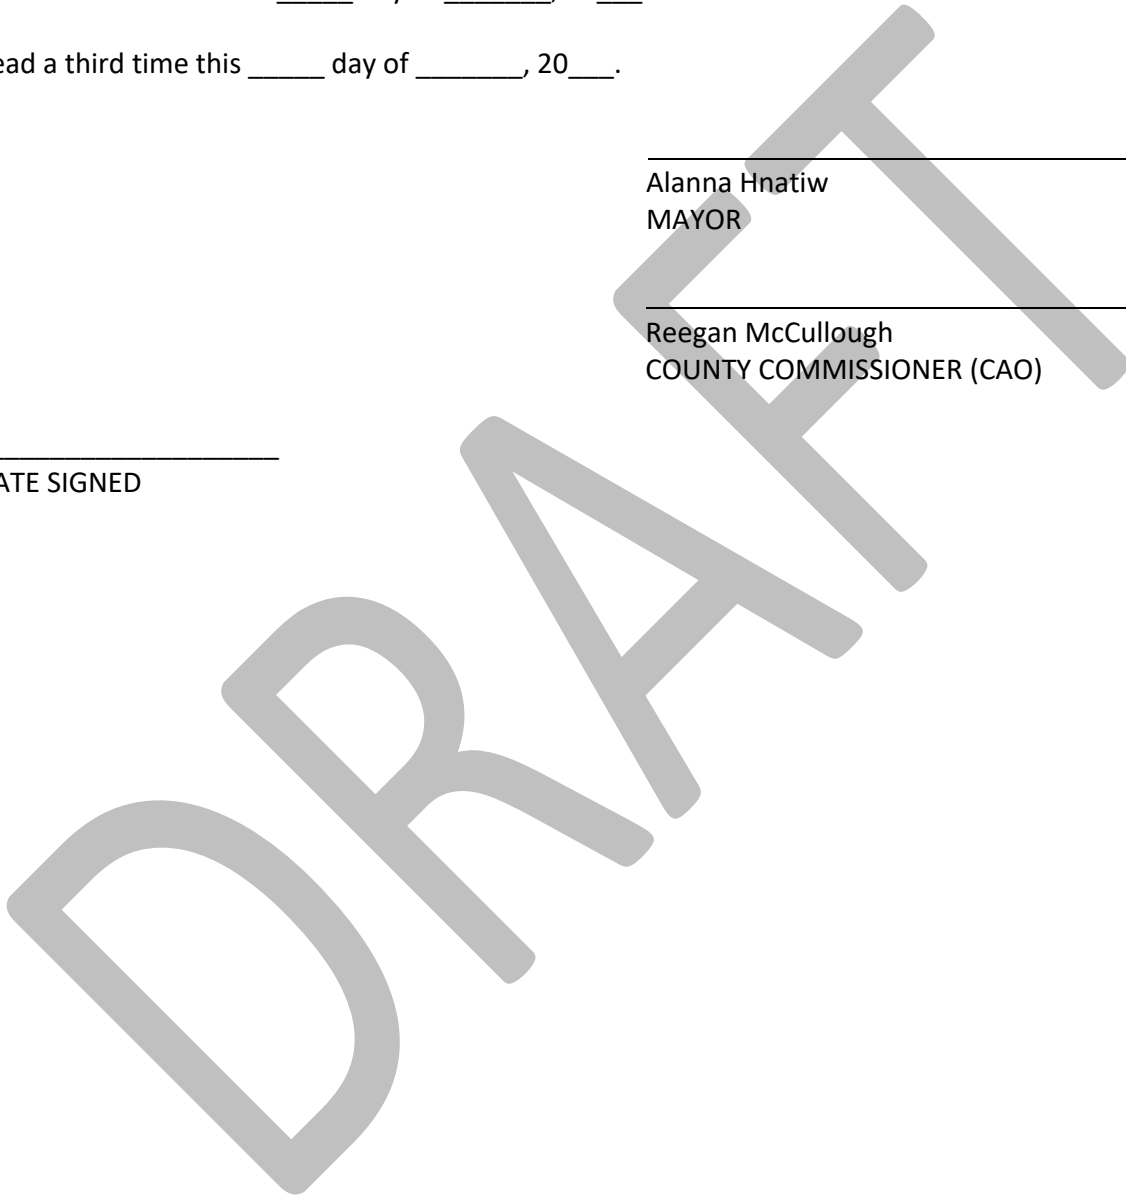 ead a third time this _____ day of _______, 20___.
Alanna Hnatiw
MAYOR
Reegan McCullough
COUNTY COMMISSIONER (CAO)
ATE SIGNED
DRAFT